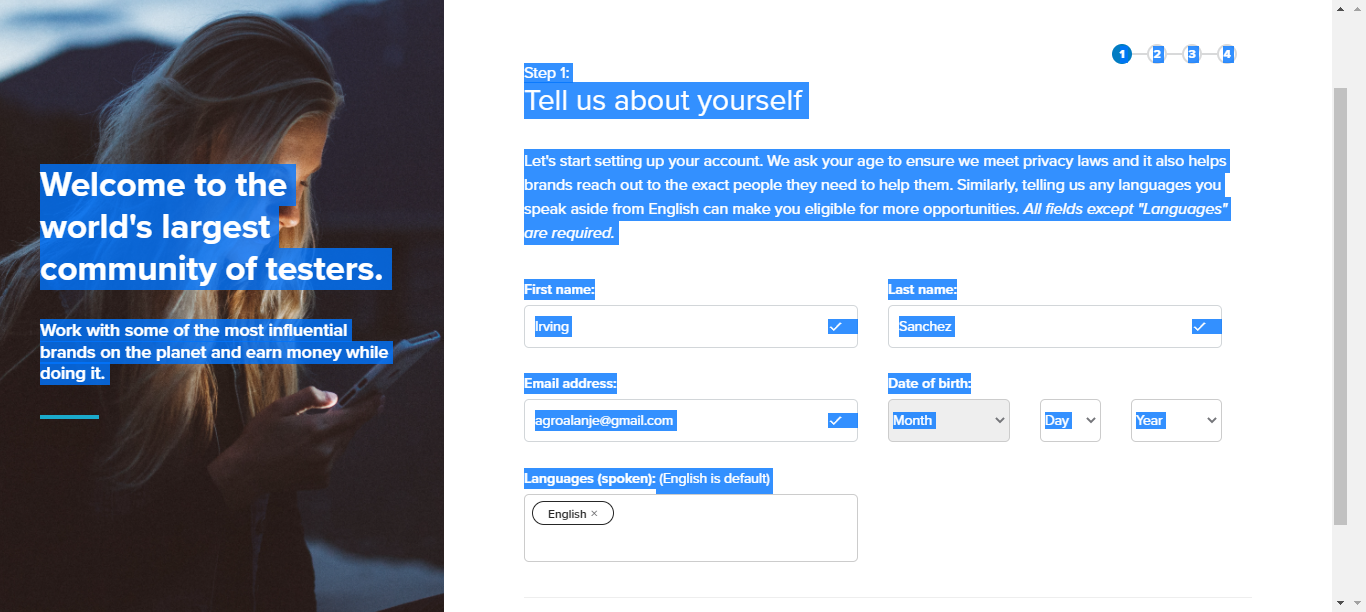 Welcome to the
world's largest
community of testers.
Work with some of the most influential
brands on the planet and earn money while
doing it.
1 2 3 4
Step 1:
Tell us about yourself
Let's start setting up your account. We ask your age to ensure we meet privacy laws and it also helps
brands reach out to the exact people they need to help them. Similarly, telling us any languages you
speak aside from English can make you eligible for more opportunities. All fields except "Languages"
are required.
First name: Last name:
Irving Sanchez
Email address: Date of birth:
agroalanje@gmail.com Month Day Year
Languages (spoken): (English is default)
English ×